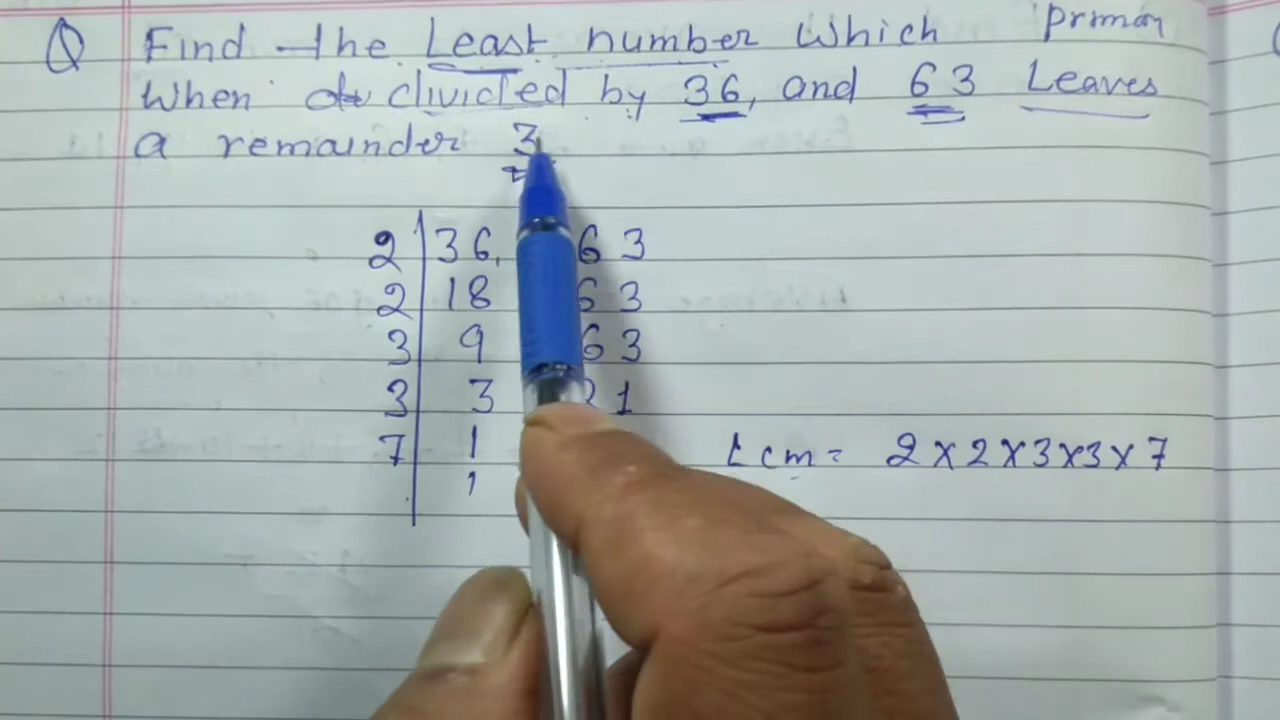 Q Find the Least number which primary
when divided by 36, and 63 Leaves
a remainder 3
2 36, 63
2 18 63
3 9 63
3 3 21
7 1
1
Lcm = 2×2×3×3×7